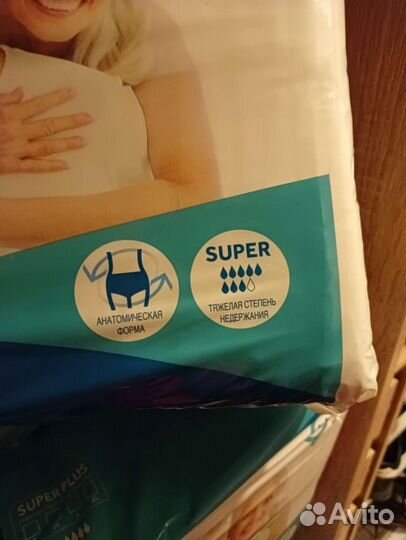 SUPER
АНАТОМИЧЕСКАЯ
ФОРМА
ТЯЖЕЛАЯ СТЕПЕНЬ
НЕДЕРЖАНИЯ
SUPER PLUS
Avito